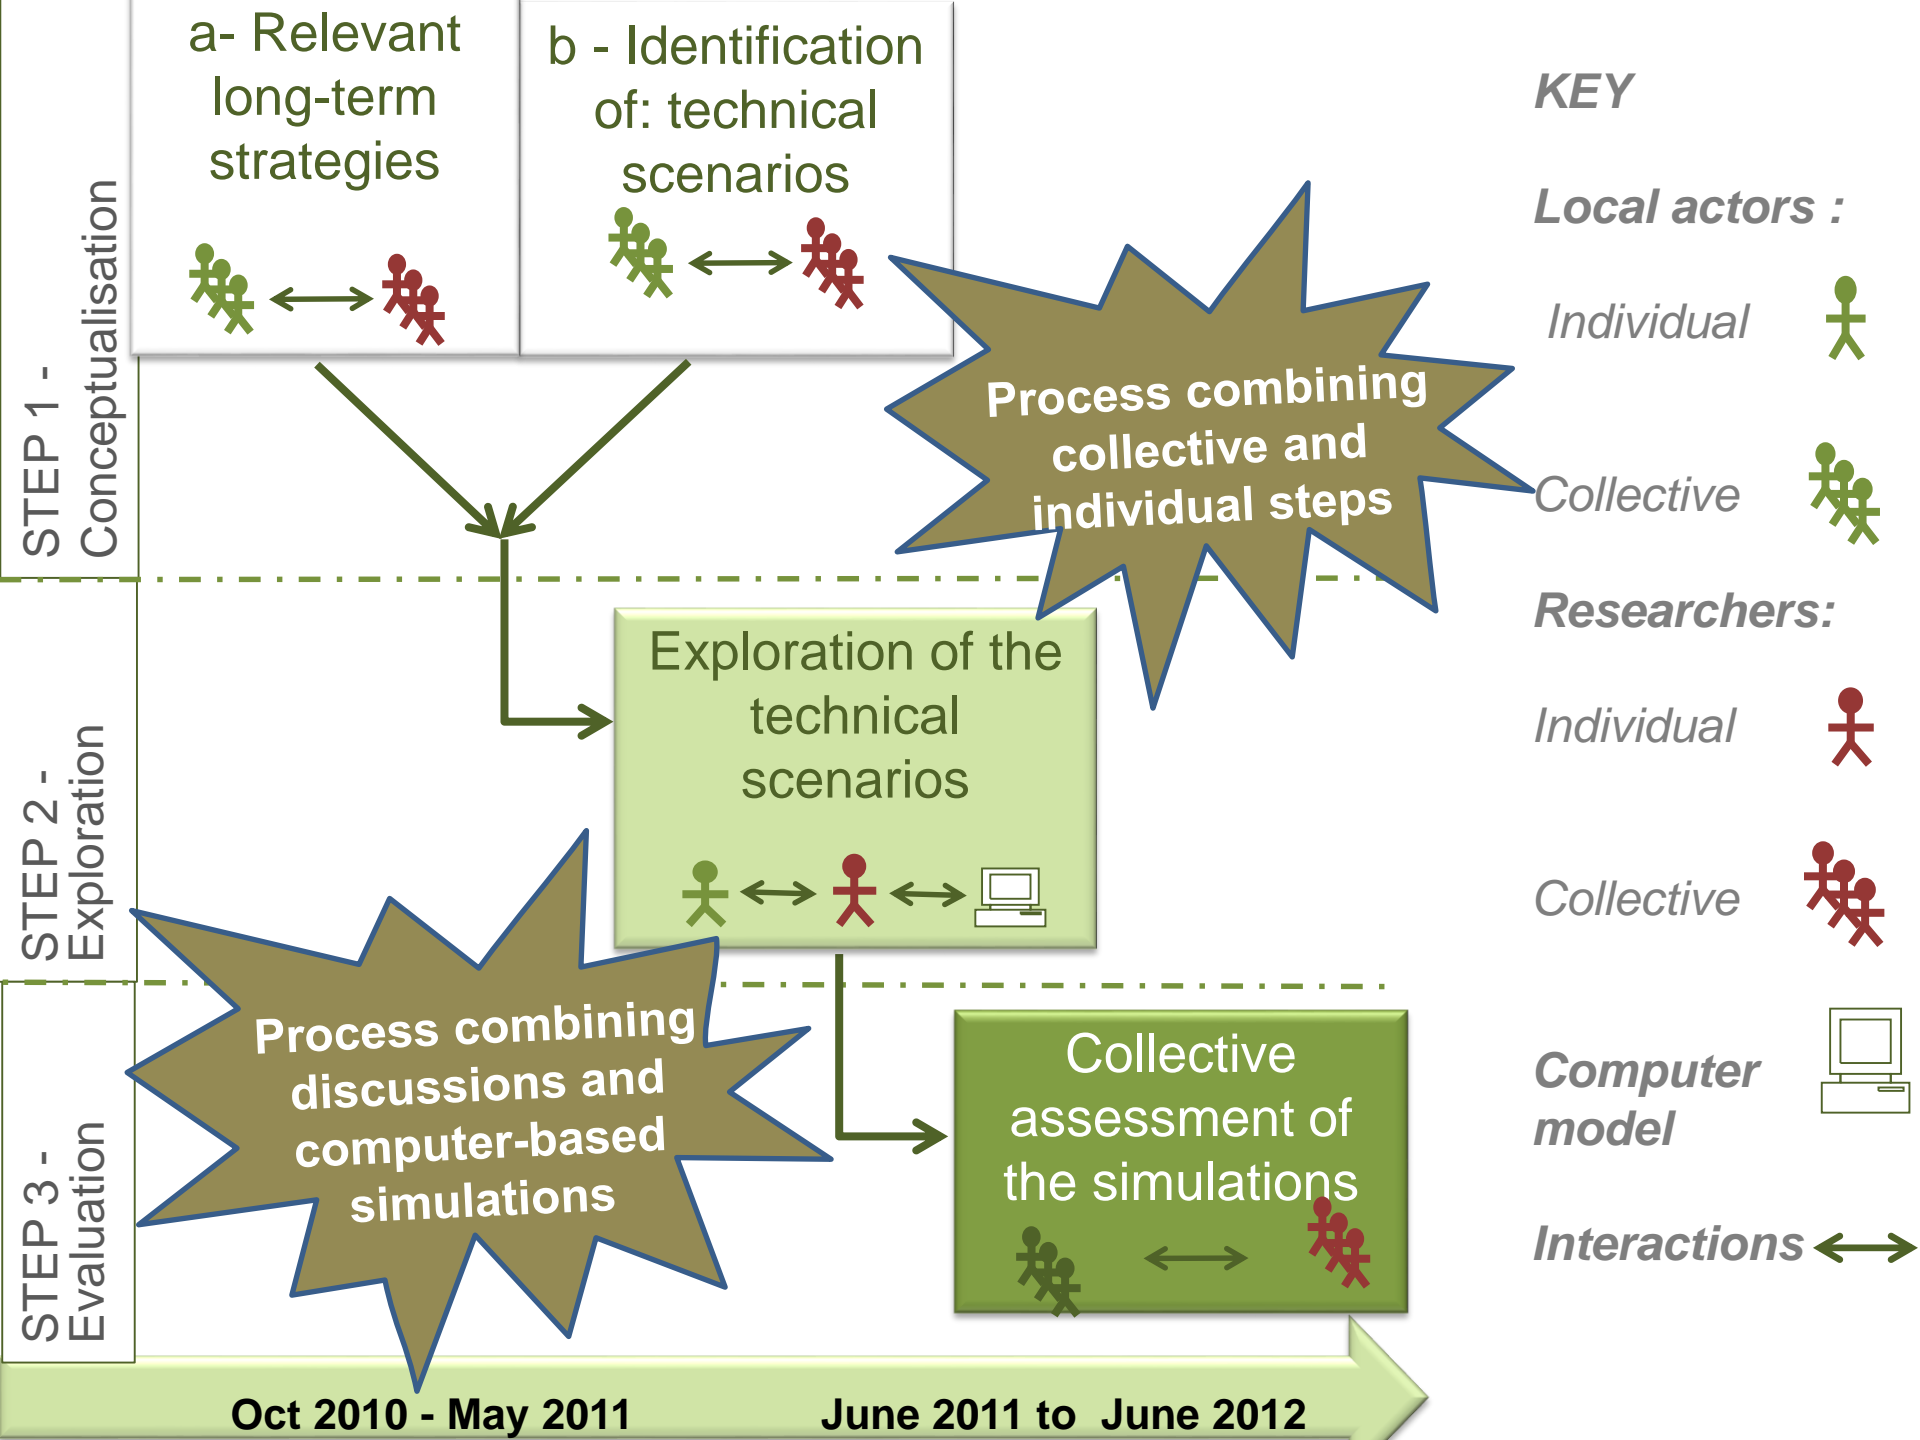 a- Relevant
long-term
strategies
b - Identification
of: technical
scenarios
STEP 1 -
Conceptualisation
Process combining
collective and
individual steps
STEP 2 -
Exploration
Exploration of the
technical
scenarios
STEP 3 -
Evaluation
Process combining
discussions and
computer-based
simulations
Collective
assessment of
the simulations
Oct 2010 - May 2011
June 2011 to June 2012
KEY
Local actors :
Individual
Collective
Researchers:
Individual
Collective
Computer
model
Interactions